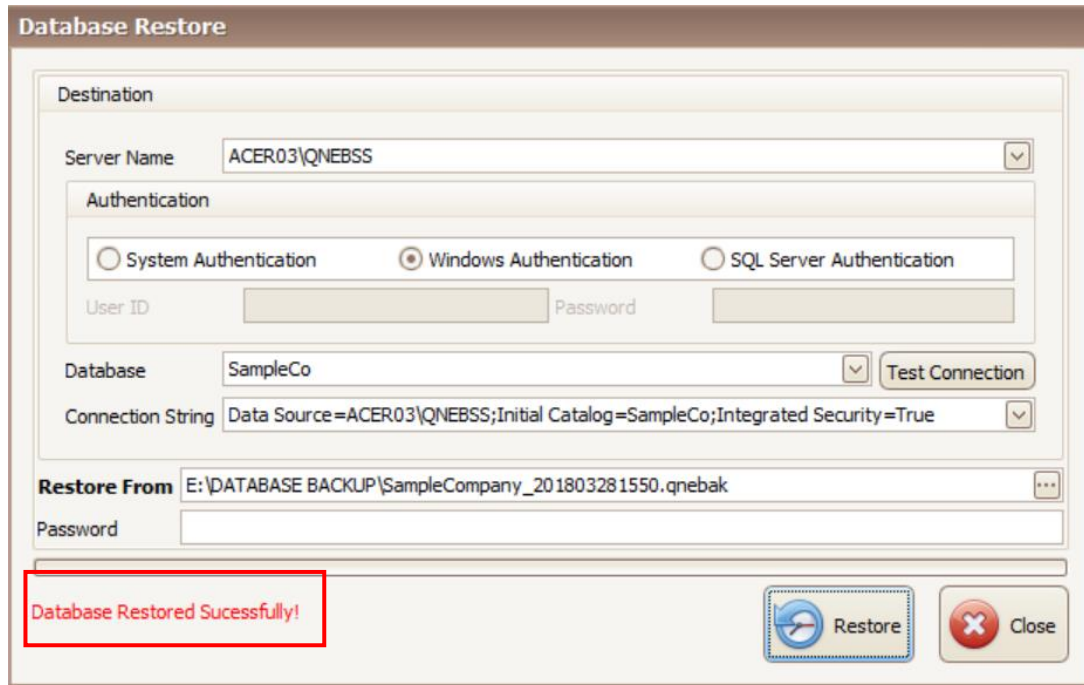 Database Restore
Destination
Server Name ACER03\QNEBSS
Authentication
System Authentication Windows Authentication SQL Server Authentication
User ID Password
Database SampleCo Test Connection
Connection String Data Source=ACER03\QNEBSS;Initial Catalog=SampleCo;Integrated Security=True
Restore From E:\DATABASE BACKUP\SampleCompany_201803281550.qnebak
Password
Database Restored Sucessfully! Restore Close